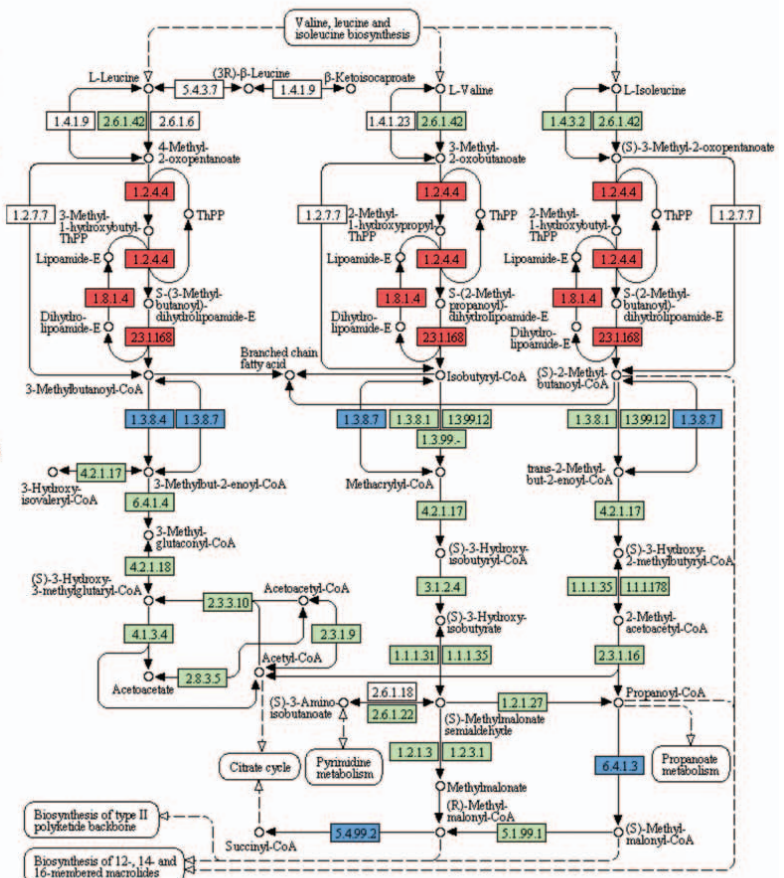 Valine, leucine and
isoleucine biosynthesis
L-Leucine
5.4.3.7
(3R)-β-Leucine
1.4.1.9
β-Ketoisocaproate
L-Valine
L-Isoleucine
1.4.1.9
2.6.1.42
2.6.1.6
1.4.1.23
2.6.1.42
1.4.3.2
2.6.1.42
4-Methyl-
2-oxopentanoate
3-Methyl-
2-oxobutanoate
(S)-3-Methyl-2-oxopentanoate
1.2.4.4
1.2.4.4
1.2.4.4
1.2.7.7
3-Methyl-
1-hydroxybutyl-
ThPP
ThPP
1.2.7.7
2-Methyl-
1-hydroxypropyl-
ThPP
ThPP
2-Methyl-
1-hydroxybutyl-
ThPP
ThPP
1.2.7.7
Lipoamide-E
1.2.4.4
Lipoamide-E
1.2.4.4
Lipoamide-E
1.2.4.4
1.8.1.4
S-(3-Methyl-
butanoyl)-
dihydrolipoamide-E
1.8.1.4
S-(2-Methyl-
propanoyl)-
dihydrolipoamide-E
1.8.1.4
S-(2-Methyl-
butanoyl)-
dihydrolipoamide-E
Dihydro-
lipoamide-E
2.3.1.168
Dihydro-
lipoamide-E
2.3.1.168
Dihydro-
lipoamide-E
2.3.1.168
Branched chain
fatty acid
3-Methylbutanoyl-CoA
Isobutyryl-CoA
(S)-2-Methyl-
butanoyl-CoA
1.3.8.4
1.3.8.7
1.3.8.7
1.3.8.1
1.3.99.12
1.3.99.-
1.3.8.1
1.3.99.12
1.3.8.7
4.2.1.17
3-Hydroxy-
isovaleryl-CoA
3-Methylbut-2-enoyl-CoA
Methacrylyl-CoA
trans-2-Methyl-
but-2-enoyl-CoA
6.4.1.4
4.2.1.17
4.2.1.17
3-Methyl-
glutaconyl-CoA
(S)-3-Hydroxy-
isobutyryl-CoA
(S)-3-Hydroxy-
2-methylbutyryl-CoA
4.2.1.18
(S)-3-Hydroxy-
3-methylglutaryl-CoA
2.3.3.10
Acetoacetyl-CoA
3.1.2.4
1.1.1.35
1.1.1.178
(S)-3-Hydroxy-
isobutyrate
2-Methyl-
acetoacetyl-CoA
4.1.3.4
2.3.1.9
1.1.1.31
1.1.1.35
2.3.1.16
Acetoacetate
2.8.3.5
Acetyl-CoA
(S)-3-Amino-
isobutanoate
2.6.1.18
2.6.1.22
(S)-Methylmalonate
semialdehyde
1.2.1.27
Propanoyl-CoA
Citrate cycle
Pyrimidine
metabolism
1.2.1.3
1.2.3.1
6.4.1.3
Propanoate
metabolism
Methylmalonate
Biosynthesis of type II
polyketide backbone
Succinyl-CoA
5.4.99.2
(R)-Methyl-
malonyl-CoA
5.1.99.1
(S)-Methyl-
malonyl-CoA
Biosynthesis of 12-, 14- and
16-membered macrolides